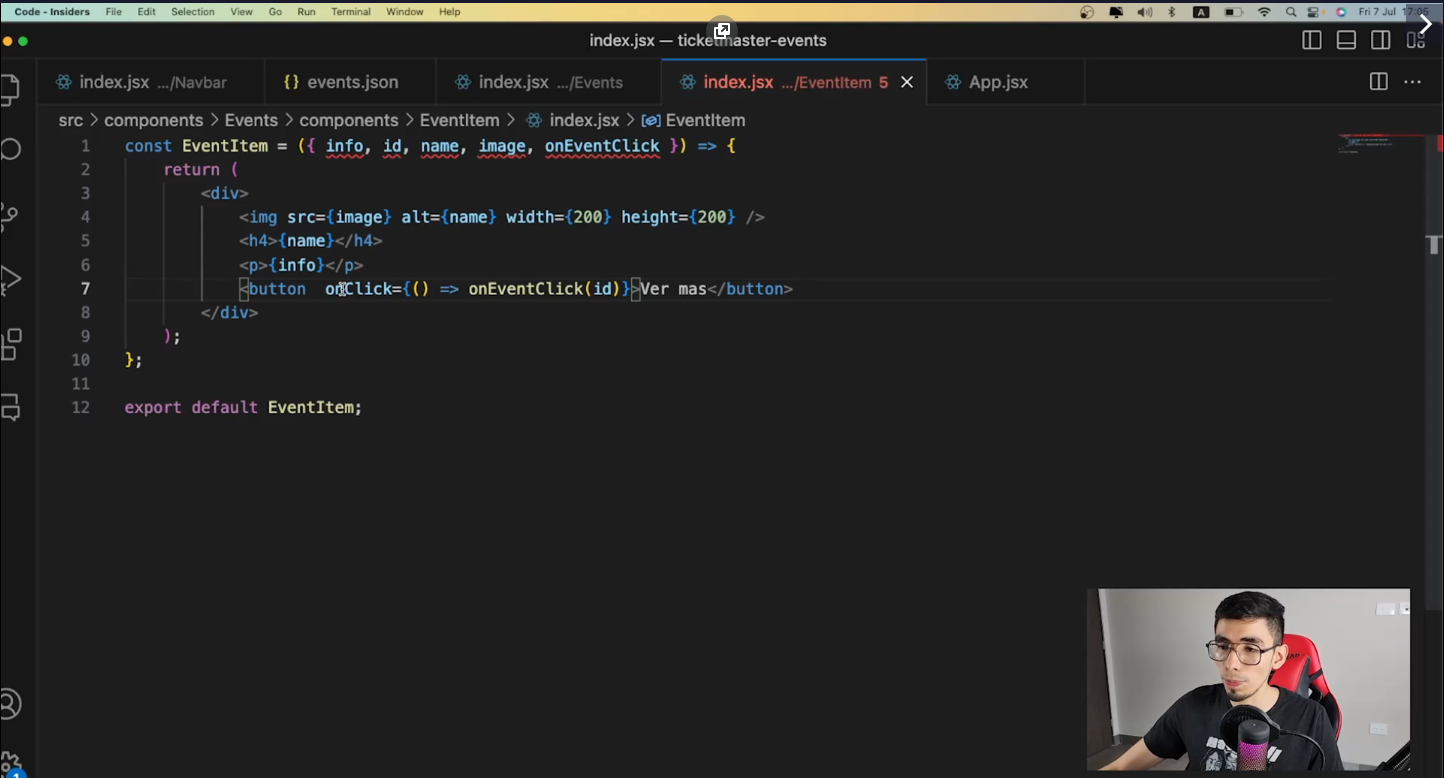 Code - Insiders File Edit Selection View Go Run Terminal Window Help A Fri 7 Jul 17:05
index.jsx — ticketmaster-events
index.jsx .../Navbar {} events.json index.jsx .../Events index.jsx .../EventItem 5 App.jsx
src > components > Events > components > EventItem > index.jsx > EventItem
1 const EventItem = ({ info, id, name, image, onEventClick }) => {
2 return (
3 <div>
4 <img src={image} alt={name} width={200} height={200} />
5 <h4>{name}</h4>
6 <p>{info}</p>
7 <button  onClick={() => onEventClick(id)}>Ver mas</button>
8 </div>
9 );
10 };
11
12 export default EventItem;
1